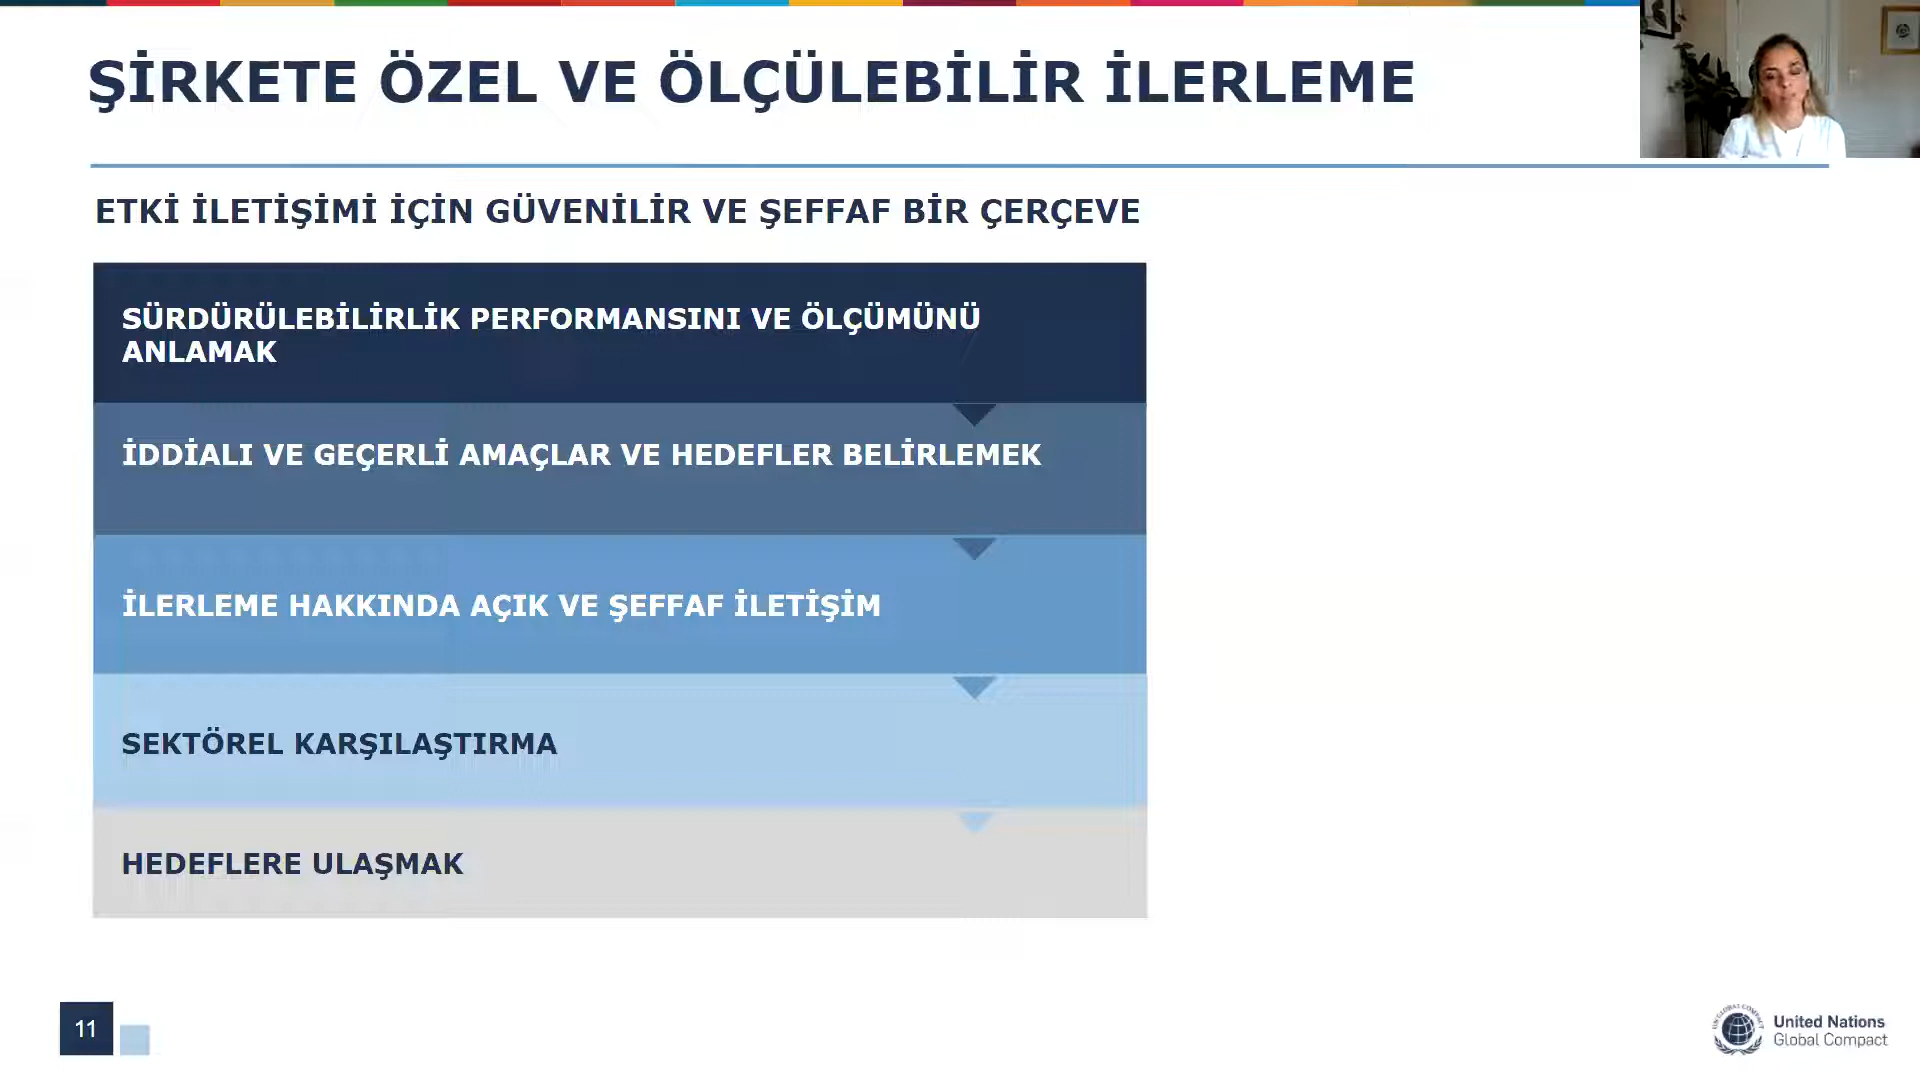 ŞİRKETE ÖZEL VE ÖLÇÜLEBİLİR İLERLEME
ETKİ İLETİŞİMİ İÇİN GÜVENİLİR VE ŞEFFAF BİR ÇERÇEVE
SÜRDÜRÜLEBİLİRLİK PERFORMANSINI VE ÖLÇÜMÜNÜ
ANLAMAK
İDDİALI VE GEÇERLİ AMAÇLAR VE HEDEFLER BELİRLEMEK
İLERLEME HAKKINDA AÇIK VE ŞEFFAF İLETİŞİM
SEKTÖREL KARŞILAŞTIRMA
HEDEFLERE ULAŞMAK
11
United Nations
Global Compact